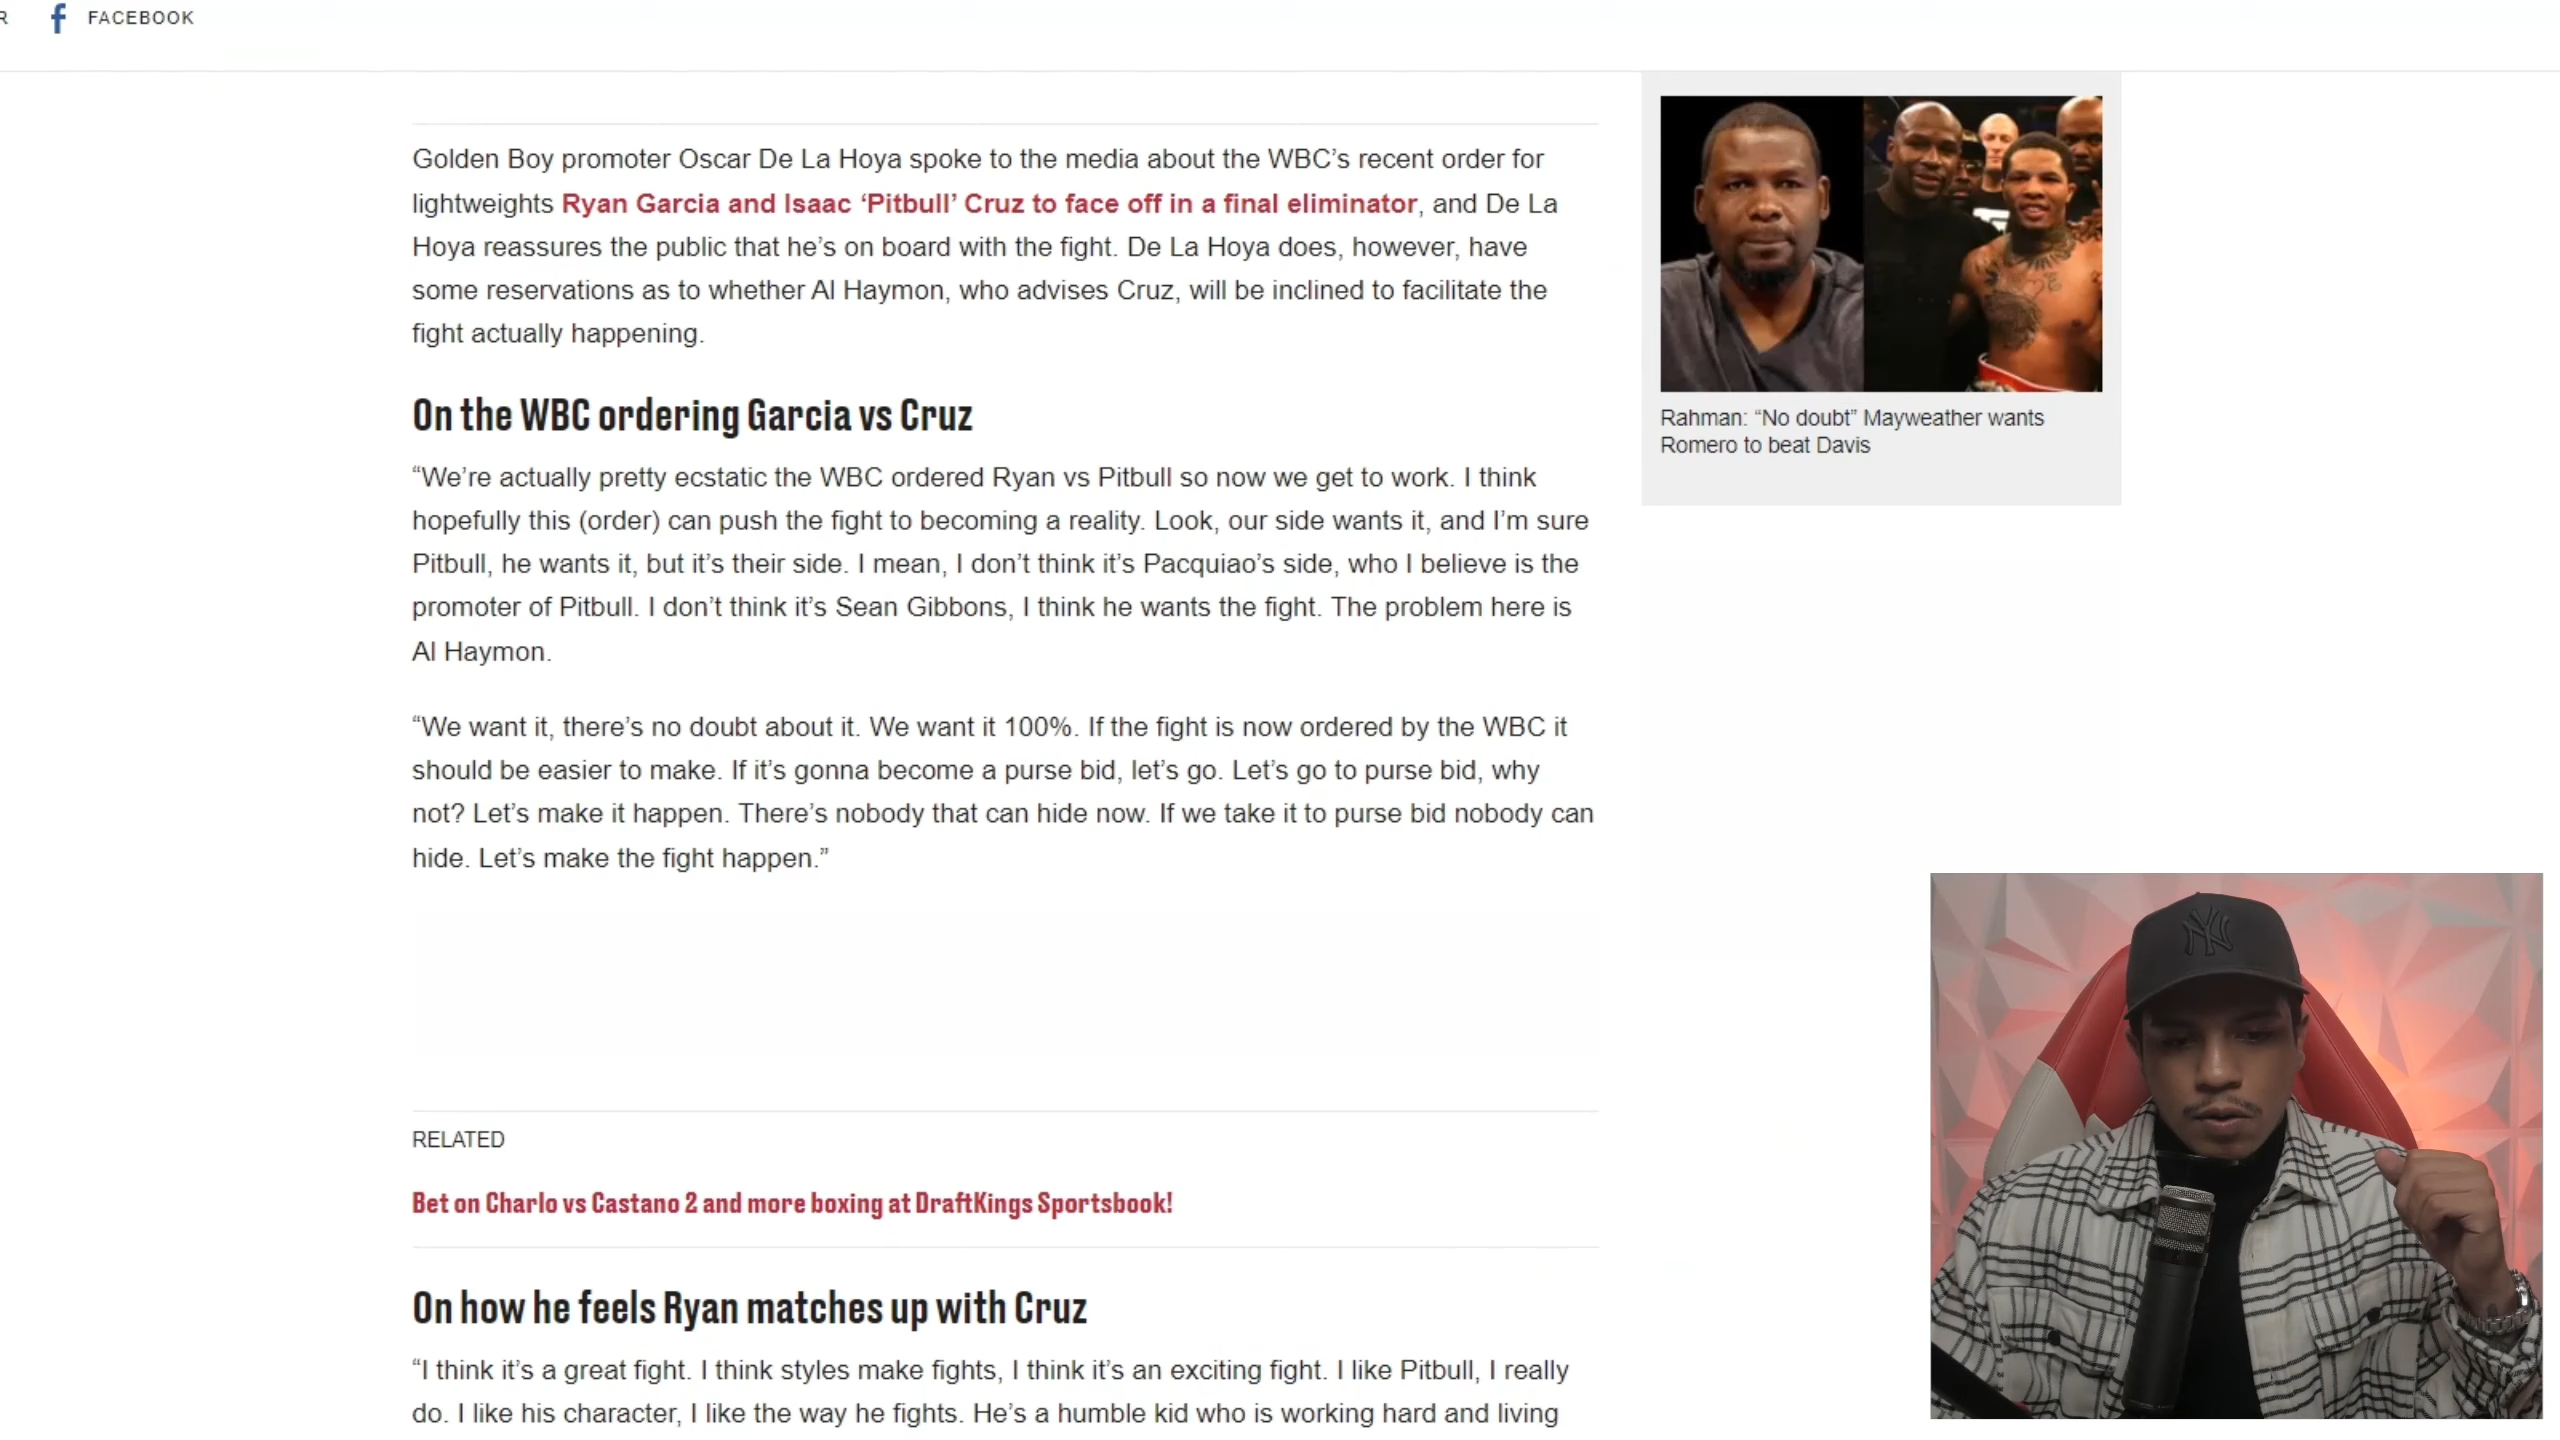 R FACEBOOK
Golden Boy promoter Oscar De La Hoya spoke to the media about the WBC’s recent order for
lightweights Ryan Garcia and Isaac ‘Pitbull’ Cruz to face off in a final eliminator, and De La
Hoya reassures the public that he’s on board with the fight. De La Hoya does, however, have
some reservations as to whether Al Haymon, who advises Cruz, will be inclined to facilitate the
fight actually happening.
On the WBC ordering Garcia vs Cruz
“We’re actually pretty ecstatic the WBC ordered Ryan vs Pitbull so now we get to work. I think
hopefully this (order) can push the fight to becoming a reality. Look, our side wants it, and I’m sure
Pitbull, he wants it, but it’s their side. I mean, I don’t think it’s Pacquiao’s side, who I believe is the
promoter of Pitbull. I don’t think it’s Sean Gibbons, I think he wants the fight. The problem here is
Al Haymon.
“We want it, there’s no doubt about it. We want it 100%. If the fight is now ordered by the WBC it
should be easier to make. If it’s gonna become a purse bid, let’s go. Let’s go to purse bid, why
not? Let’s make it happen. There’s nobody that can hide now. If we take it to purse bid nobody can
hide. Let’s make the fight happen.”
RELATED
Bet on Charlo vs Castano 2 and more boxing at DraftKings Sportsbook!
On how he feels Ryan matches up with Cruz
“I think it’s a great fight. I think styles make fights, I think it’s an exciting fight. I like Pitbull, I really
do. I like his character, I like the way he fights. He’s a humble kid who is working hard and living
Rahman: “No doubt” Mayweather wants
Romero to beat Davis
NY